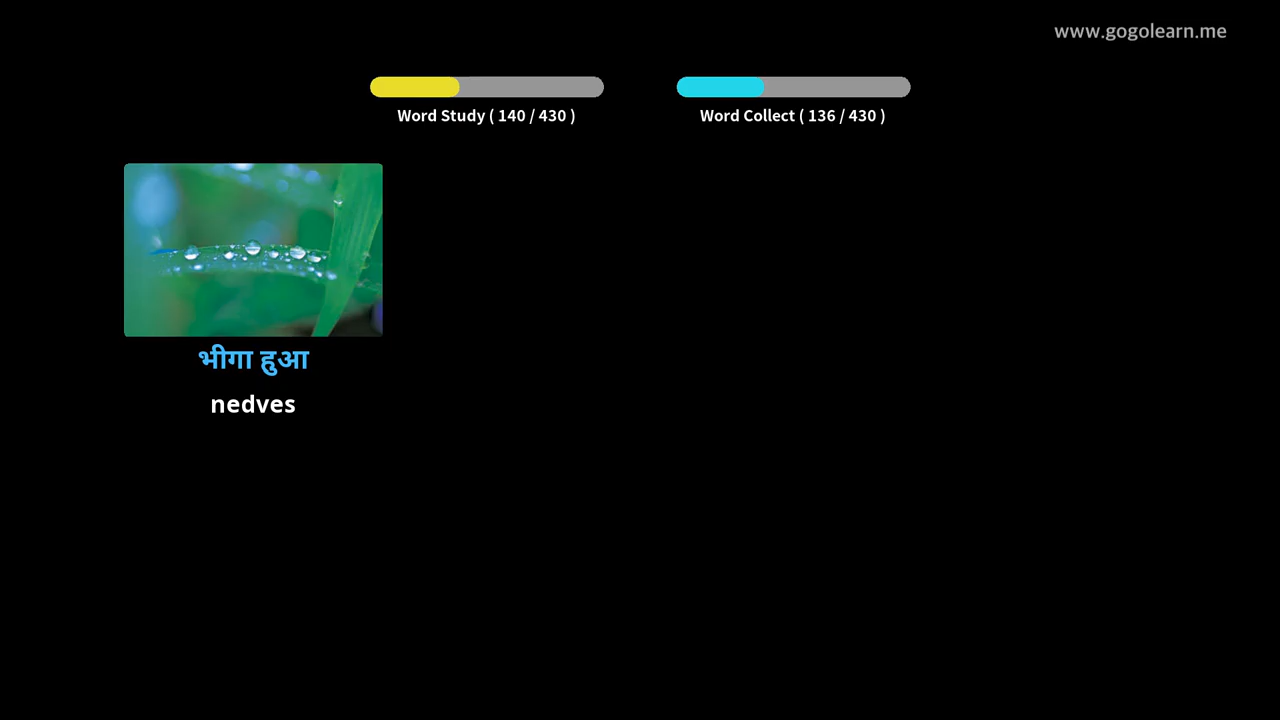 www.gogolearn.me
Word Study ( 140 / 430 )
Word Collect ( 136 / 430 )
भीगा हुआ
nedves